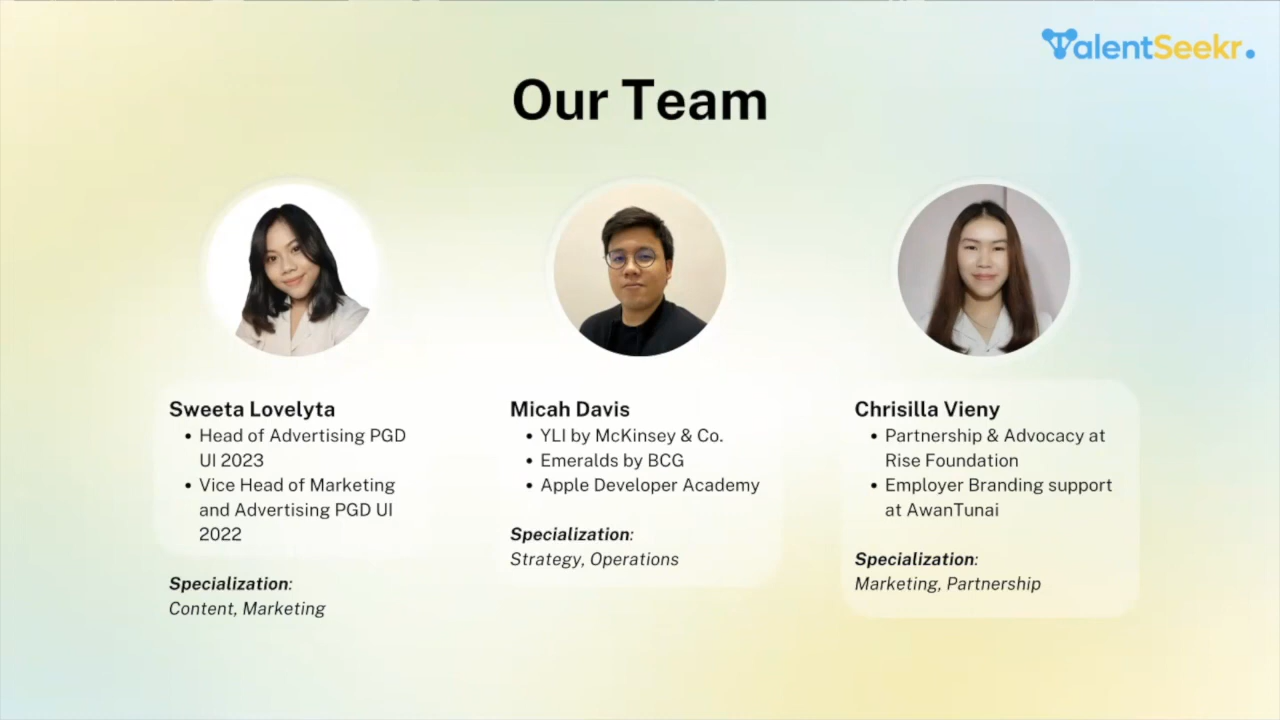 TalentSeekr.
Our Team
Sweeta Lovelyta
• Head of Advertising PGD
UI 2023
• Vice Head of Marketing
and Advertising PGD UI
2022
Specialization:
Content, Marketing
Micah Davis
• YLI by McKinsey & Co.
• Emeralds by BCG
• Apple Developer Academy
Specialization:
Strategy, Operations
Chrisilla Vieny
• Partnership & Advocacy at
Rise Foundation
• Employer Branding support
at AwanTunai
Specialization:
Marketing, Partnership